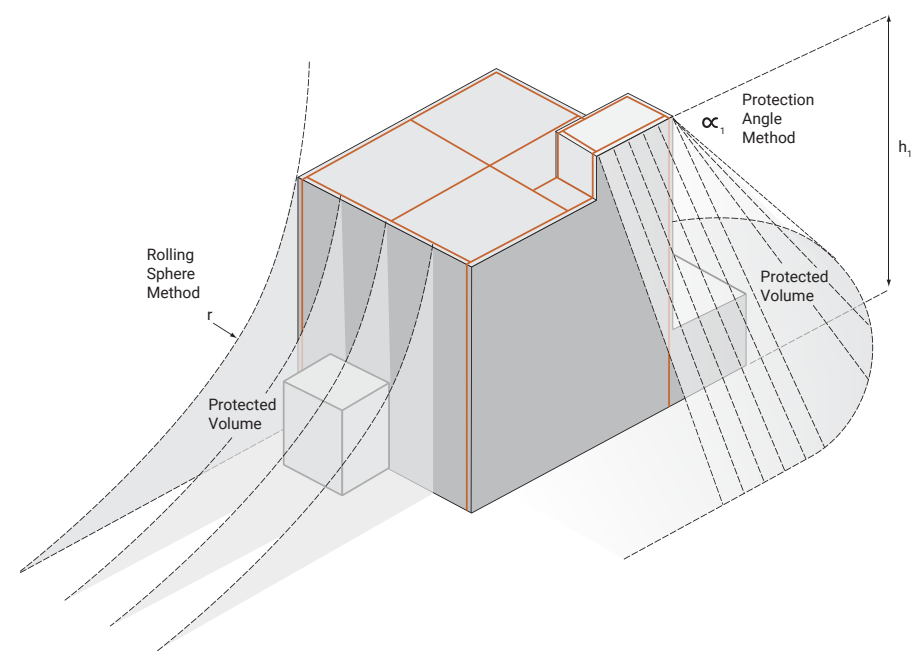 ∝1
Protection
Angle
Method
h1
Rolling
Sphere
Method
r
Protected
Volume
Protected
Volume